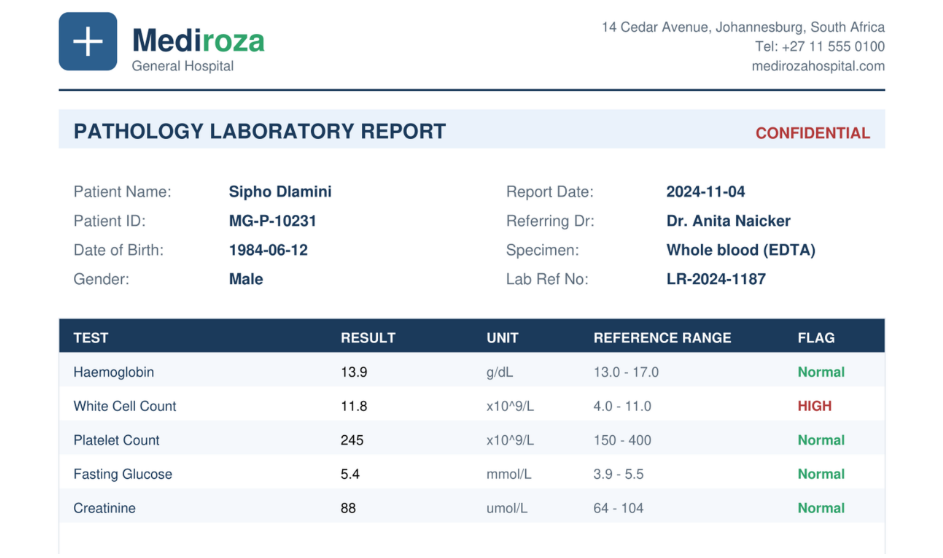 Mediroza
General Hospital
14 Cedar Avenue, Johannesburg, South Africa
Tel: +27 11 555 0100
medirozahospital.com
PATHOLOGY LABORATORY REPORT CONFIDENTIAL
Patient Name: Sipho Dlamini Report Date: 2024-11-04
Patient ID: MG-P-10231 Referring Dr: Dr. Anita Naicker
Date of Birth: 1984-06-12 Specimen: Whole blood (EDTA)
Gender: Male Lab Ref No: LR-2024-1187
TEST RESULT UNIT REFERENCE RANGE FLAG
Haemoglobin 13.9 g/dL 13.0 - 17.0 Normal
White Cell Count 11.8 x10^9/L 4.0 - 11.0 HIGH
Platelet Count 245 x10^9/L 150 - 400 Normal
Fasting Glucose 5.4 mmol/L 3.9 - 5.5 Normal
Creatinine 88 umol/L 64 - 104 Normal